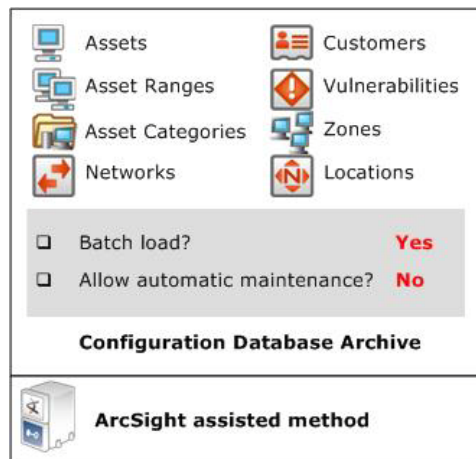 Assets
Customers
Asset Ranges
Vulnerabilities
Asset Categories
Zones
Networks
N
Locations
Batch load? Yes
Allow automatic maintenance? No
Configuration Database Archive
ArcSight assisted method